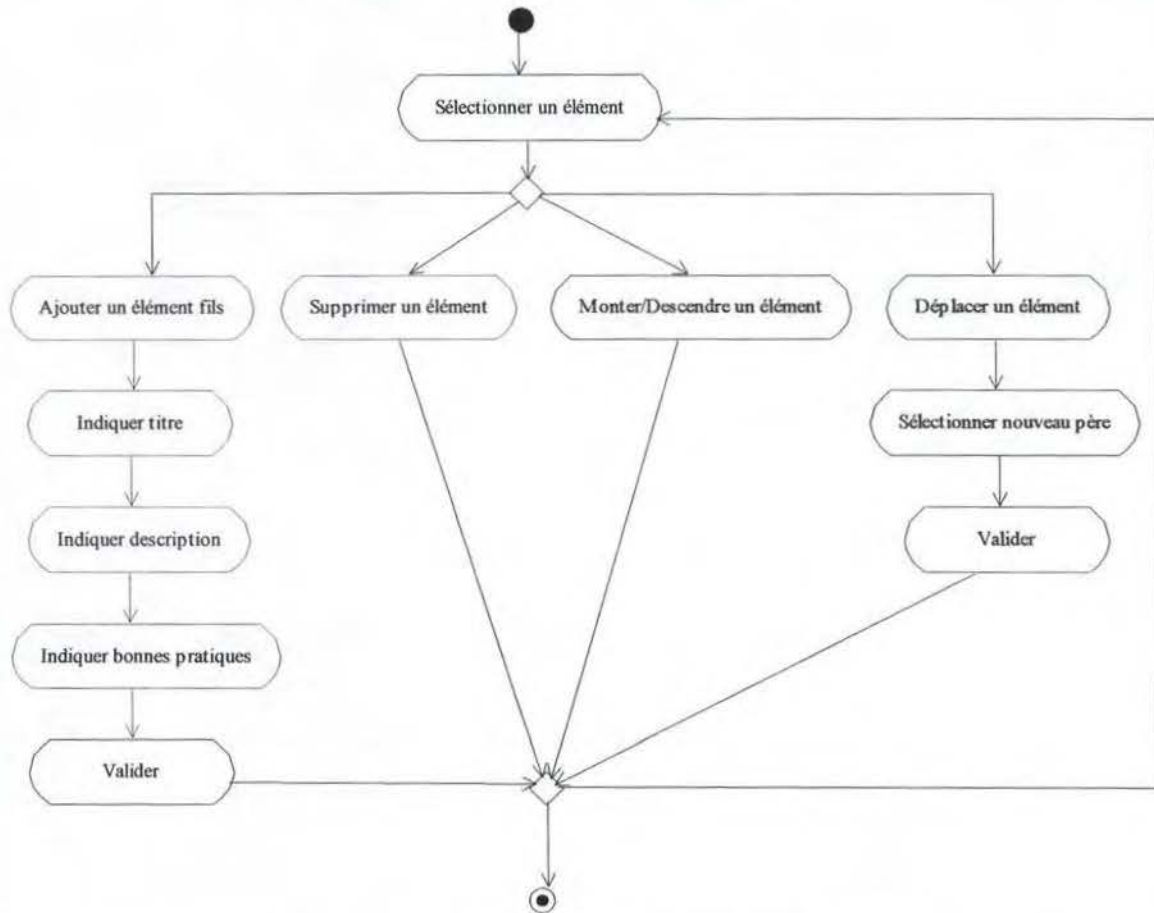 Sélectionner un élément
Ajouter un élément fils
Supprimer un élément
Monter/Descendre un élément
Déplacer un élément
Indiquer titre
Sélectionner nouveau père
Indiquer description
Valider
Indiquer bonnes pratiques
Valider